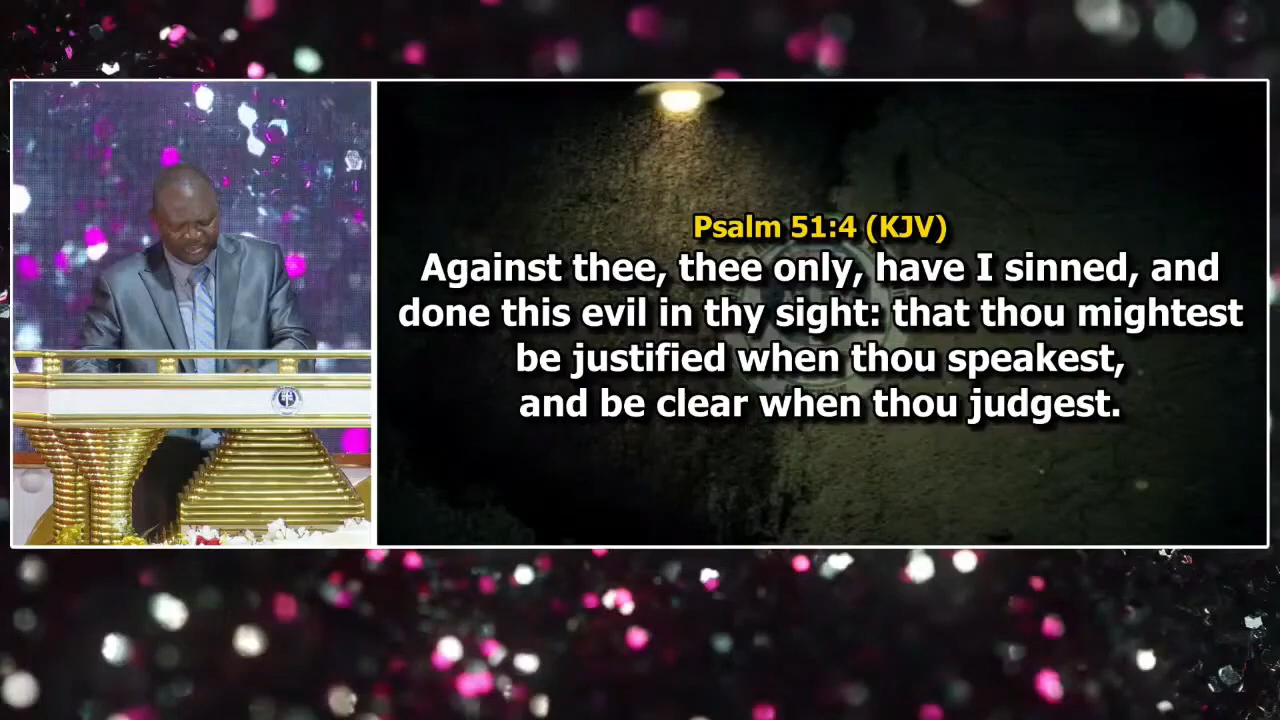 Psalm 51:4 (KJV)
Against thee, thee only, have I sinned, and
done this evil in thy sight: that thou mightest
be justified when thou speakest,
and be clear when thou judgest.